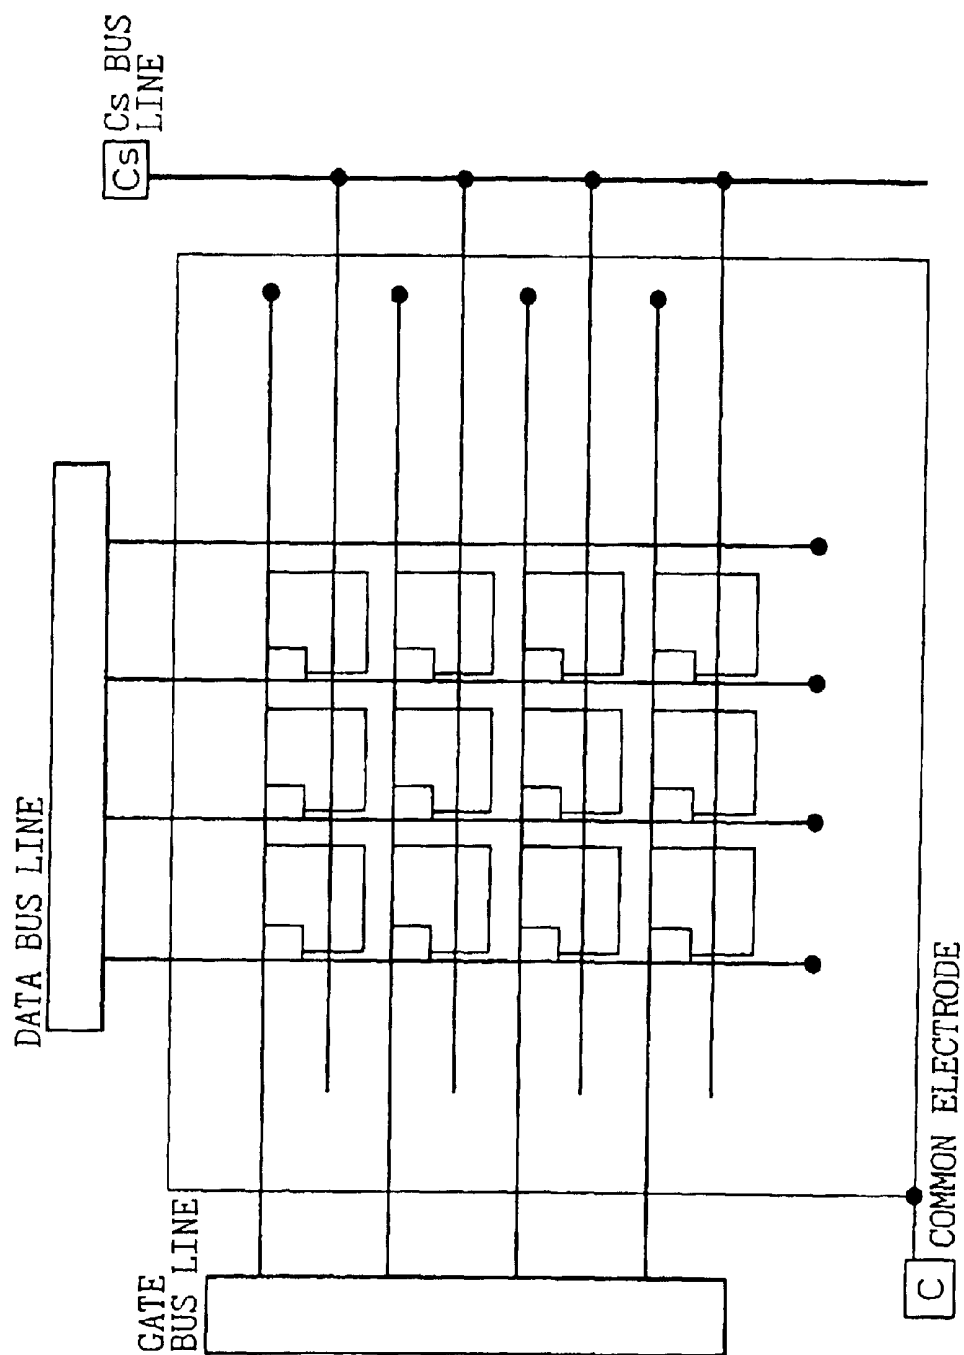 DATA BUS LINE
Cs
Cs BUS
LINE
GATE
BUS LINE
C
COMMON ELECTRODE